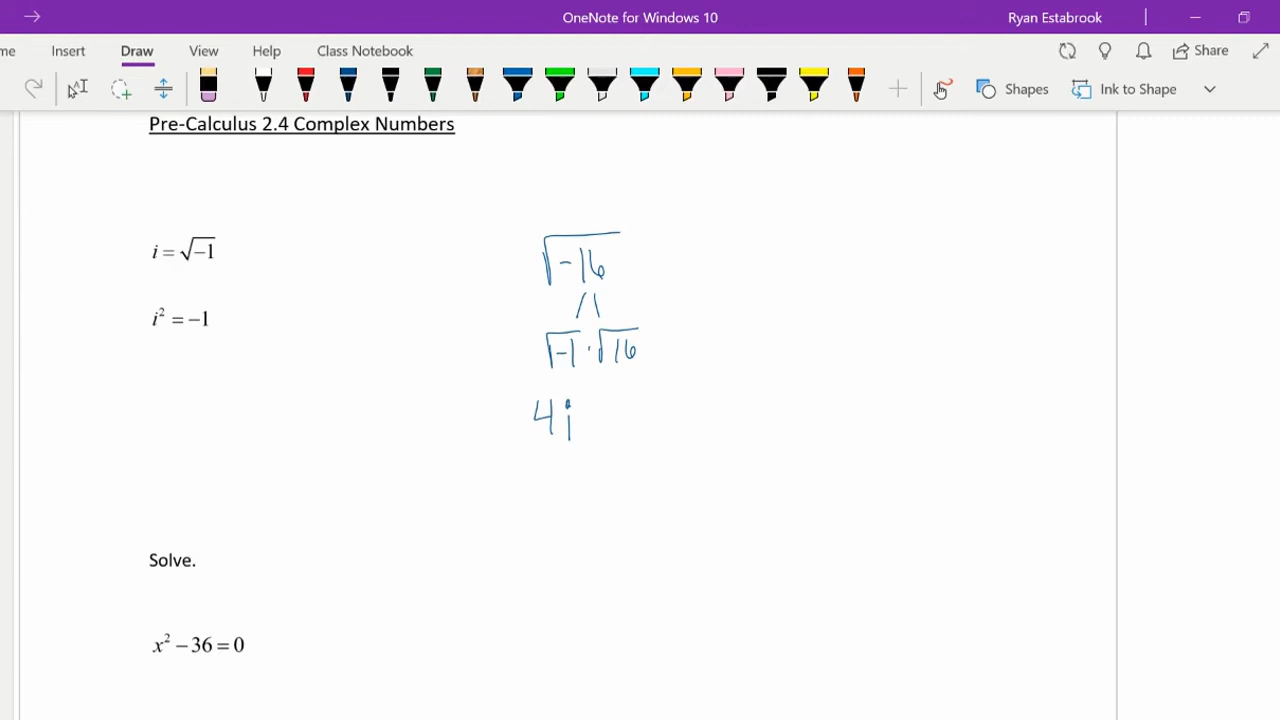 OneNote for Windows 10 Ryan Estabrook
me Insert Draw View Help Class Notebook Share
Shapes Ink to Shape
Pre-Calculus 2.4 Complex Numbers
i = √−1
√−16
i² = −1
√−1 · √16
4i
Solve.
x² − 36 = 0